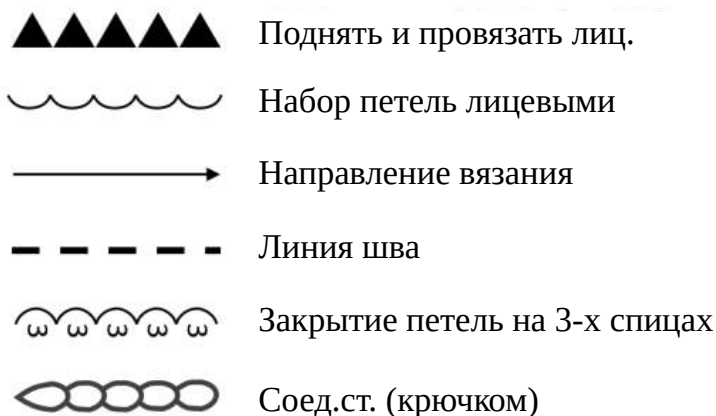 Поднять и провязать лиц.
Набор петель лицевыми
Направление вязания
Линия шва
Закрытие петель на 3-х спицах
Соед.ст. (крючком)